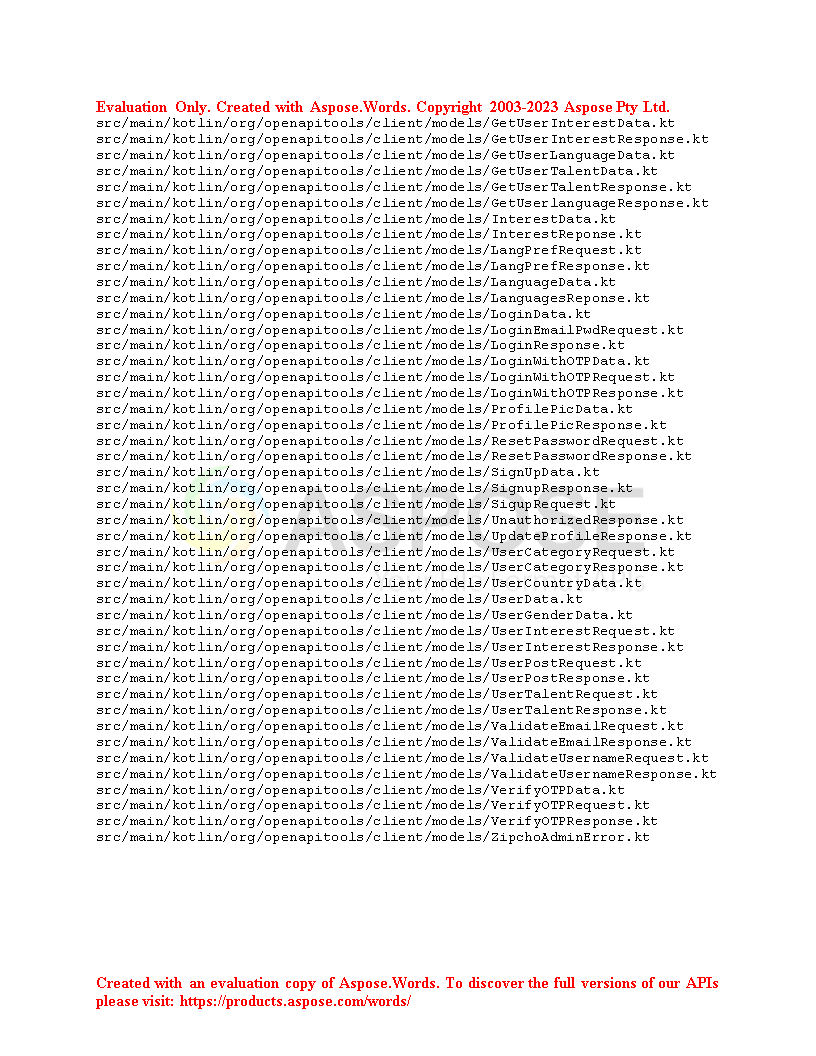 Evaluation Only. Created with Aspose.Words. Copyright 2003-2023 Aspose Pty Ltd.
src/main/kotlin/org/openapitools/client/models/GetUserInterestData.kt
src/main/kotlin/org/openapitools/client/models/GetUserInterestResponse.kt
src/main/kotlin/org/openapitools/client/models/GetUserLanguageData.kt
src/main/kotlin/org/openapitools/client/models/GetUserTalentData.kt
src/main/kotlin/org/openapitools/client/models/GetUserTalentResponse.kt
src/main/kotlin/org/openapitools/client/models/GetUserlanguageResponse.kt
src/main/kotlin/org/openapitools/client/models/InterestData.kt
src/main/kotlin/org/openapitools/client/models/InterestReponse.kt
src/main/kotlin/org/openapitools/client/models/LangPrefRequest.kt
src/main/kotlin/org/openapitools/client/models/LangPrefResponse.kt
src/main/kotlin/org/openapitools/client/models/LanguageData.kt
src/main/kotlin/org/openapitools/client/models/LanguagesReponse.kt
src/main/kotlin/org/openapitools/client/models/LoginData.kt
src/main/kotlin/org/openapitools/client/models/LoginEmailPwdRequest.kt
src/main/kotlin/org/openapitools/client/models/LoginResponse.kt
src/main/kotlin/org/openapitools/client/models/LoginWithOTPData.kt
src/main/kotlin/org/openapitools/client/models/LoginWithOTPRequest.kt
src/main/kotlin/org/openapitools/client/models/LoginWithOTPResponse.kt
src/main/kotlin/org/openapitools/client/models/ProfilePicData.kt
src/main/kotlin/org/openapitools/client/models/ProfilePicResponse.kt
src/main/kotlin/org/openapitools/client/models/ResetPasswordRequest.kt
src/main/kotlin/org/openapitools/client/models/ResetPasswordResponse.kt
src/main/kotlin/org/openapitools/client/models/SignUpData.kt
src/main/kotlin/org/openapitools/client/models/SignupResponse.kt
src/main/kotlin/org/openapitools/client/models/SigupRequest.kt
ASPOSE
src/main/kotlin/org/openapitools/client/models/UnauthorizedResponse.kt
src/main/kotlin/org/openapitools/client/models/UpdateProfileResponse.kt
src/main/kotlin/org/openapitools/client/models/UserCategoryRequest.kt
src/main/kotlin/org/openapitools/client/models/UserCategoryResponse.kt
src/main/kotlin/org/openapitools/client/models/UserCountryData.kt
src/main/kotlin/org/openapitools/client/models/UserData.kt
src/main/kotlin/org/openapitools/client/models/UserGenderData.kt
src/main/kotlin/org/openapitools/client/models/UserInterestRequest.kt
src/main/kotlin/org/openapitools/client/models/UserInterestResponse.kt
src/main/kotlin/org/openapitools/client/models/UserPostRequest.kt
src/main/kotlin/org/openapitools/client/models/UserPostResponse.kt
src/main/kotlin/org/openapitools/client/models/UserTalentRequest.kt
src/main/kotlin/org/openapitools/client/models/UserTalentResponse.kt
src/main/kotlin/org/openapitools/client/models/ValidateEmailRequest.kt
src/main/kotlin/org/openapitools/client/models/ValidateEmailResponse.kt
src/main/kotlin/org/openapitools/client/models/ValidateUsernameRequest.kt
src/main/kotlin/org/openapitools/client/models/ValidateUsernameResponse.kt
src/main/kotlin/org/openapitools/client/models/VerifyOTPData.kt
src/main/kotlin/org/openapitools/client/models/VerifyOTPRequest.kt
src/main/kotlin/org/openapitools/client/models/VerifyOTPResponse.kt
src/main/kotlin/org/openapitools/client/models/ZipchoAdminError.kt
Created with an evaluation copy of Aspose.Words. To discover the full versions of our APIs
please visit: https://products.aspose.com/words/